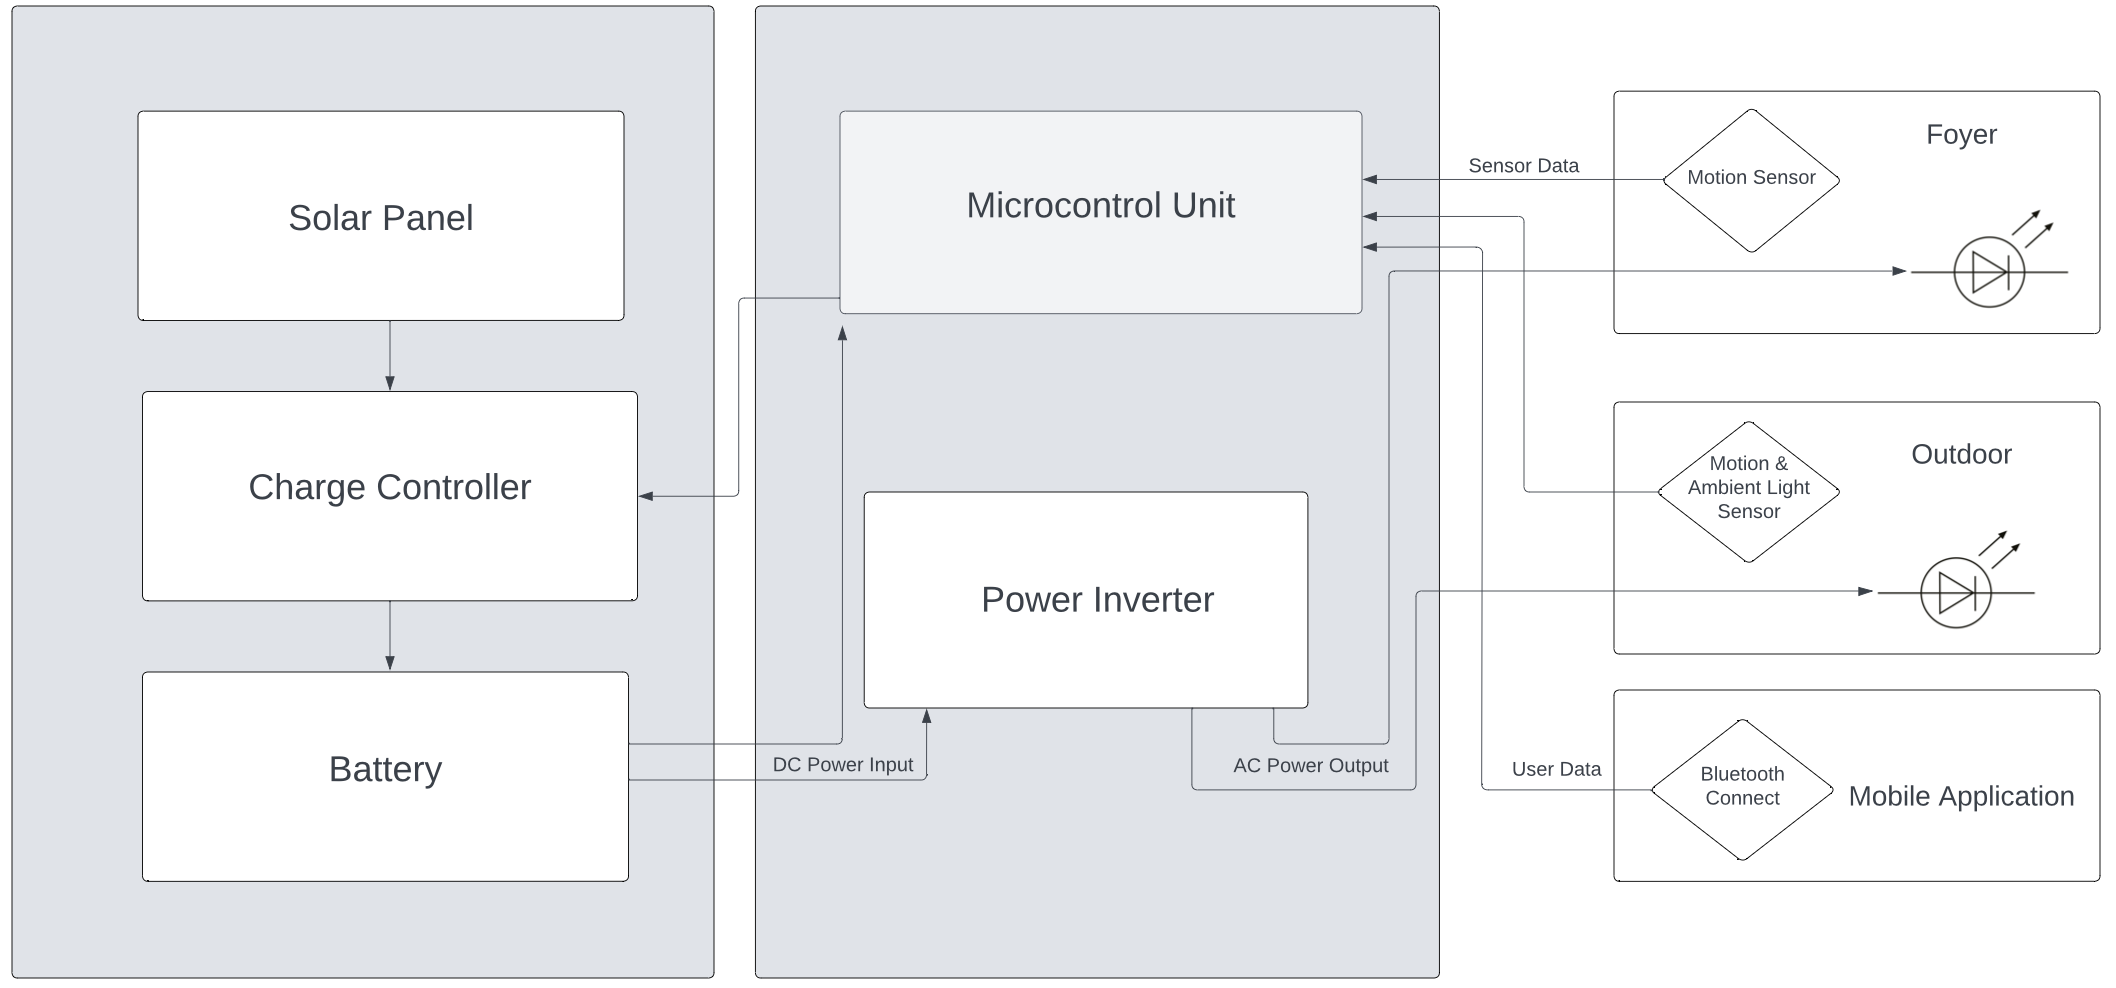 Solar Panel
Charge Controller
Battery
Microcontrol Unit
Power Inverter
DC Power Input
AC Power Output
Sensor Data
User Data
Motion Sensor
Foyer
Motion &
Ambient Light
Sensor
Outdoor
Bluetooth
Connect
Mobile Application